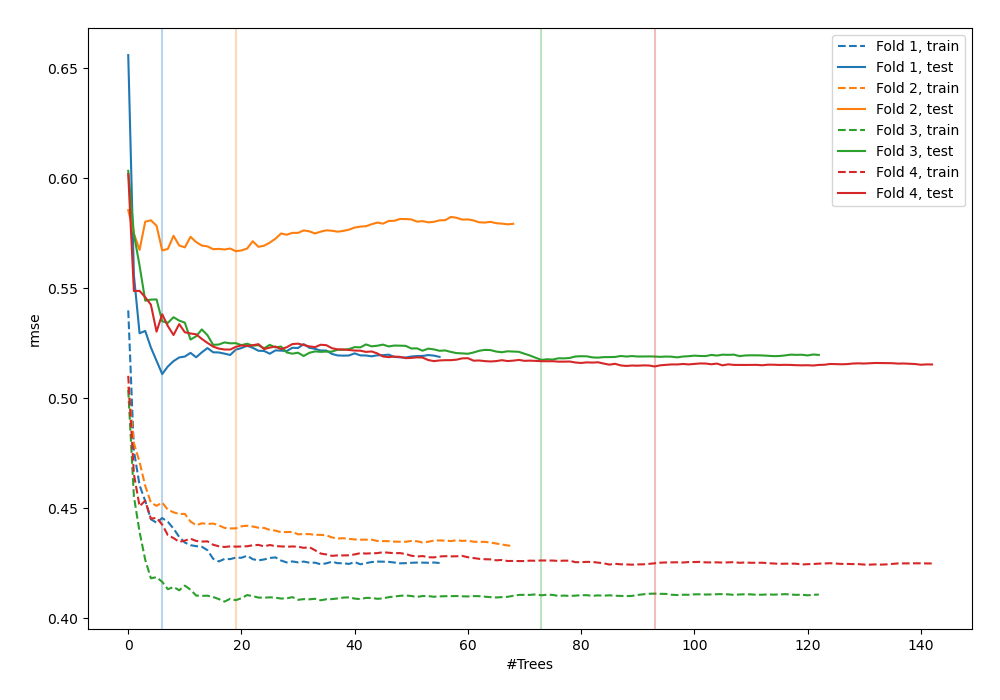 0.65
0.60
0.55
0.50
0.45
0.40
rmse
0 20 40 60 80 100 120 140
#Trees
Fold 1, train
Fold 1, test
Fold 2, train
Fold 2, test
Fold 3, train
Fold 3, test
Fold 4, train
Fold 4, test